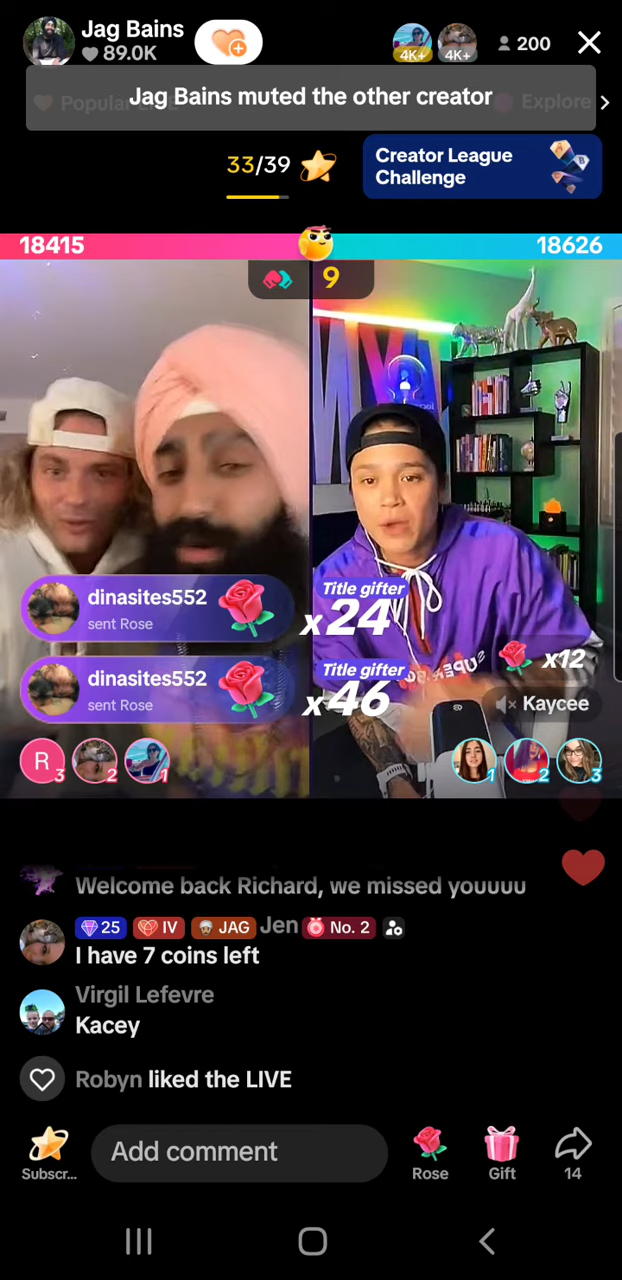 Jag Bains
89.0K
4K+
4K+
200
Popular
Jag Bains muted the other creator
Explore
33/39
Creator League
Challenge
18415
18626
9
dinasites552
sent Rose
Title gifter
x24
dinasites552
sent Rose
Title gifter
x46
x12
Kaycee
R
3
2
1
1
2
3
Welcome back Richard, we missed youuuu
25
IV
JAG
Jen
No. 2
I have 7 coins left
Virgil Lefevre
Kacey
Robyn liked the LIVE
Subscr...
Add comment
Rose
Gift
14